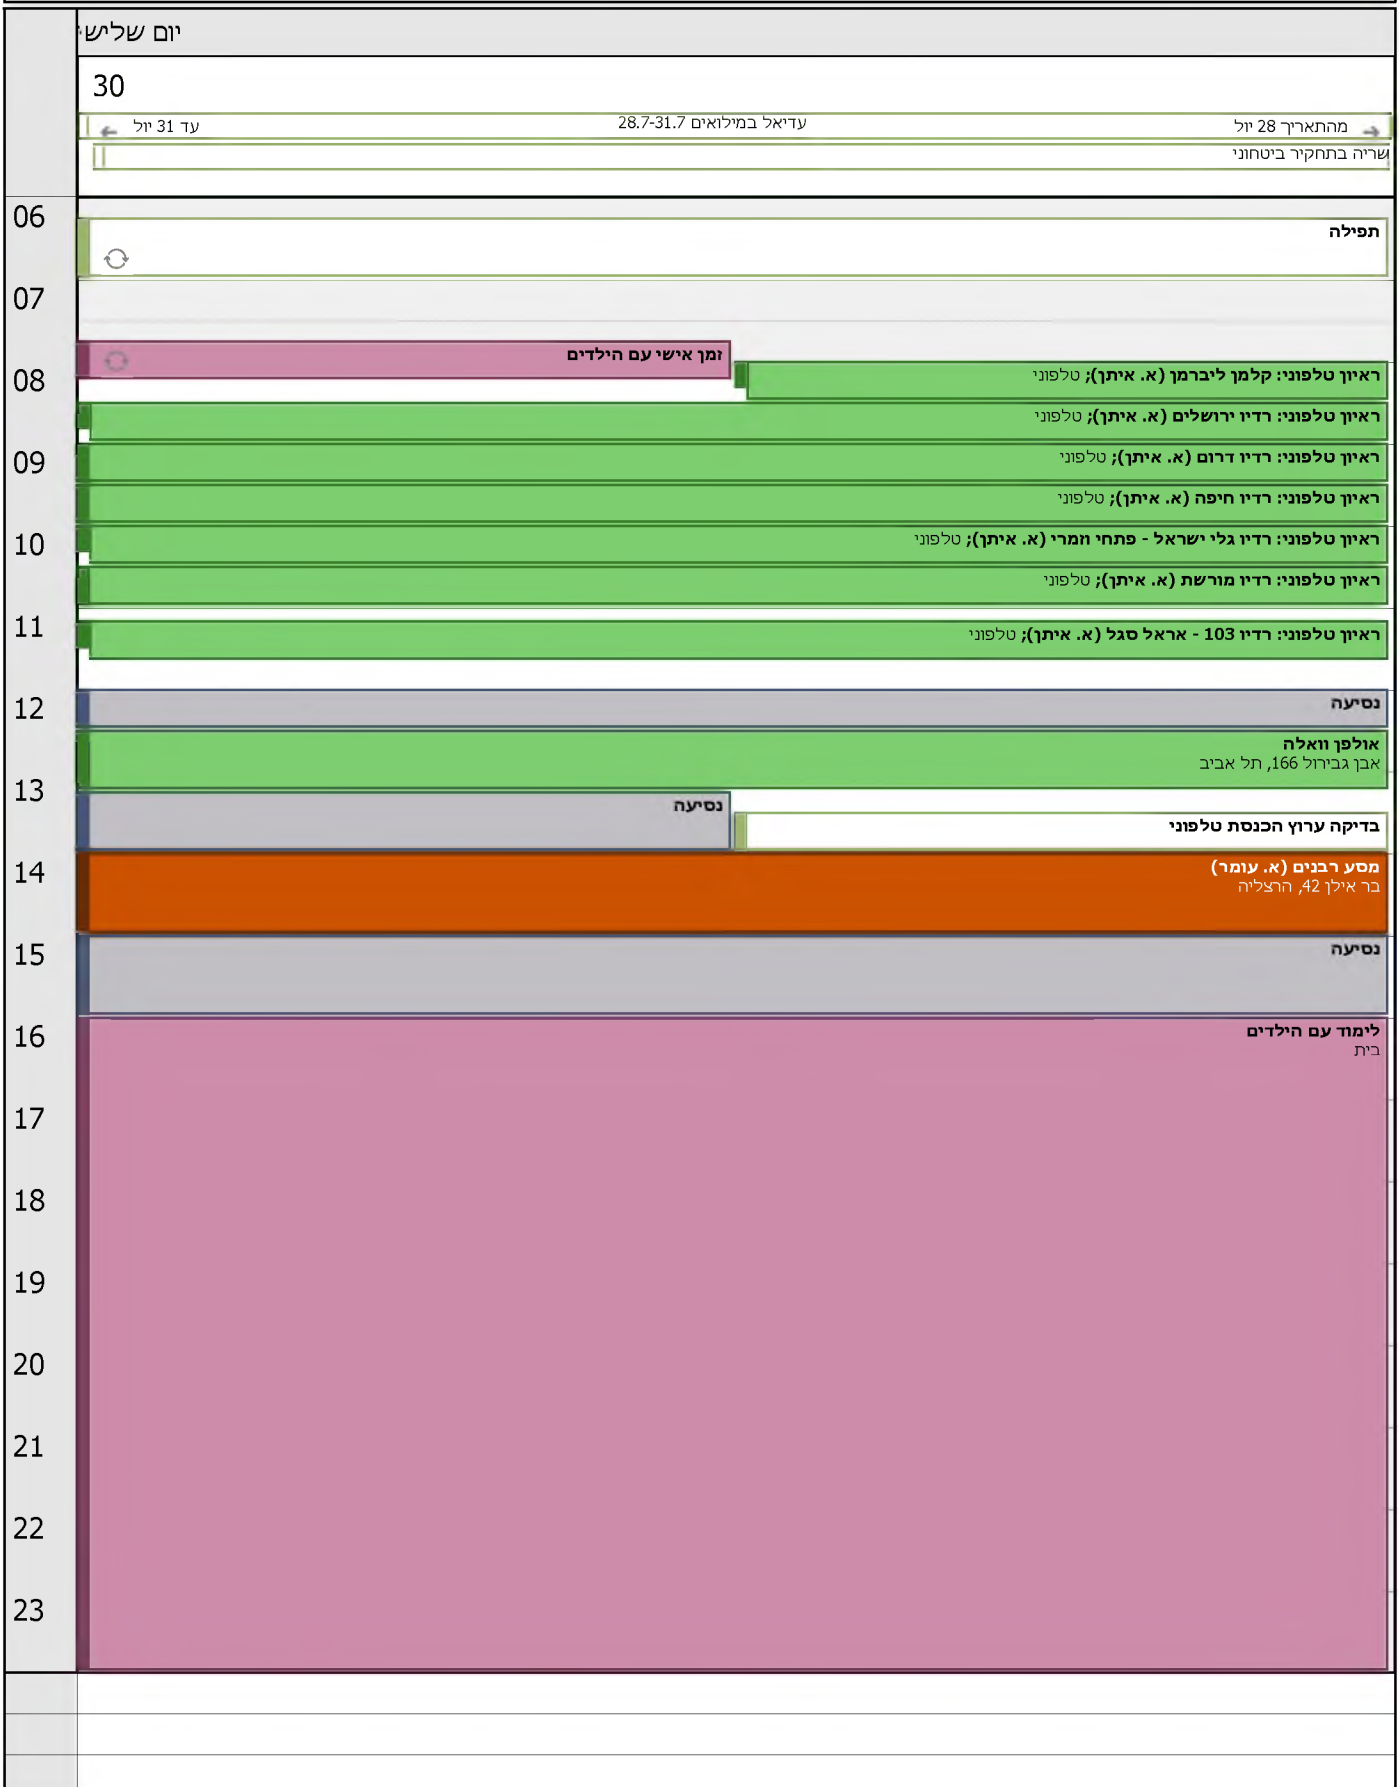 יום שלישי
30
מהתאריך 28 יול
עדיאל במילואים 28.7-31.7
עד 31 יול
שריה בתחקיר ביטחוני
06
תפילה
07
זמן אישי עם הילדים
08
ראיון טלפוני: קלמן ליברמן (א. איתן); טלפוני
ראיון טלפוני: רדיו ירושלים (א. איתן); טלפוני
09
ראיון טלפוני: רדיו דרום (א. איתן); טלפוני
ראיון טלפוני: רדיו חיפה (א. איתן); טלפוני
10
ראיון טלפוני: רדיו גלי ישראל - פתחי וזמרי (א. איתן); טלפוני
ראיון טלפוני: רדיו מורשת (א. איתן); טלפוני
11
ראיון טלפוני: רדיו 103 - אראל סגל (א. איתן); טלפוני
12
נסיעה
אולפן וואלה
אבן גבירול 166, תל אביב
13
נסיעה
בדיקה ערוץ הכנסת טלפוני
14
מסע רבנים (א. עומר)
בר אילן 42, הרצליה
15
נסיעה
16
לימוד עם הילדים
בית
17
18
19
20
21
22
23